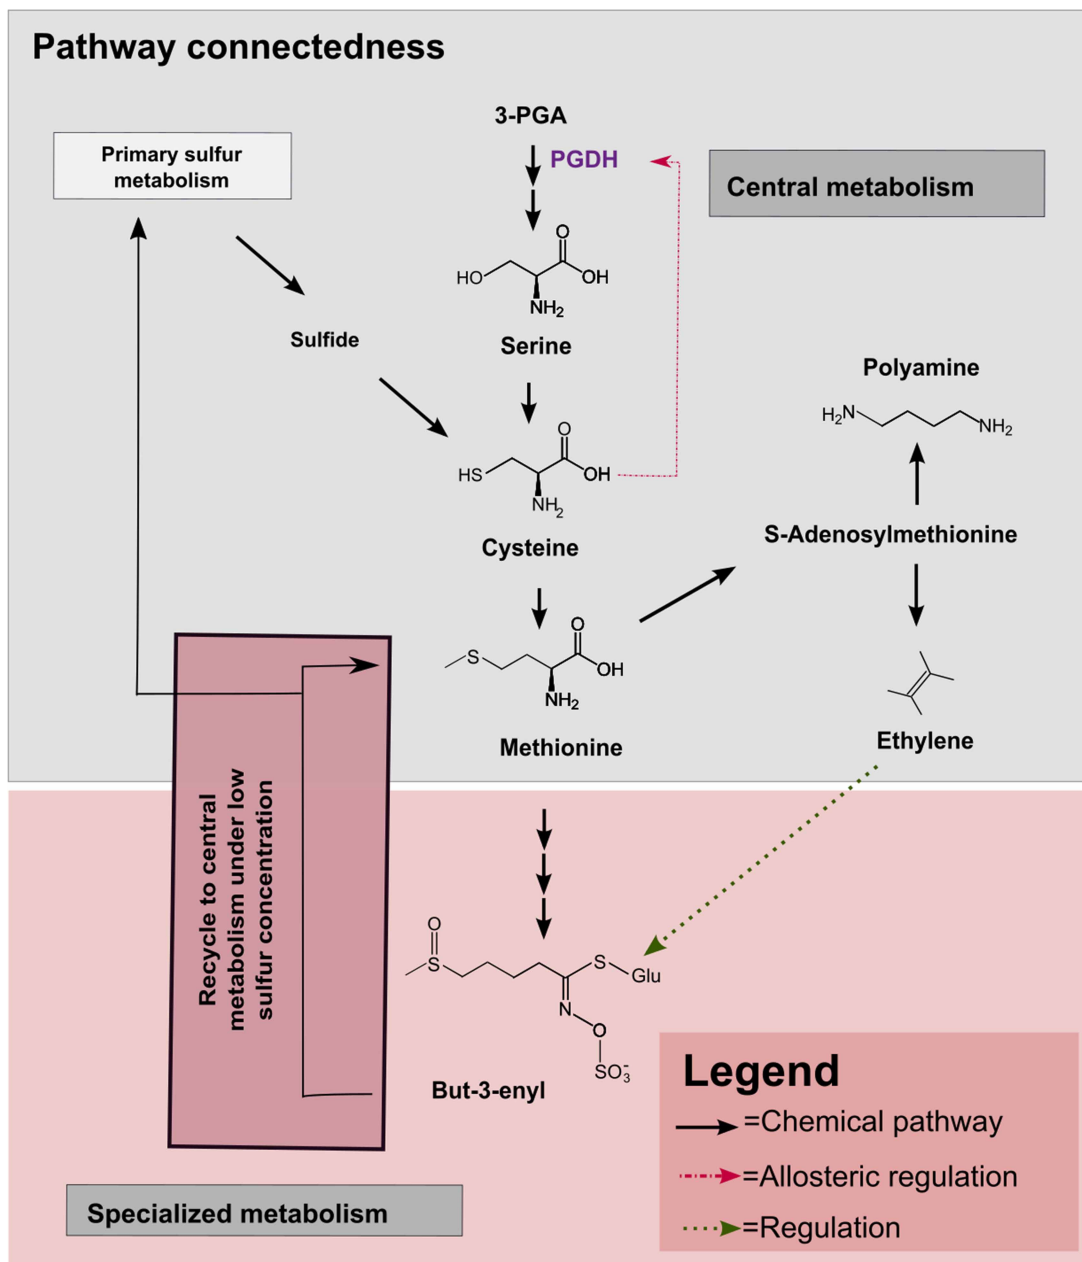 Pathway connectedness
3-PGA
PGDH
Primary sulfur
metabolism
Central metabolism
O
HO
OH
NH2
Serine
Sulfide
O
HS
OH
NH2
Cysteine
Polyamine
H2N
NH2
S-Adenosylmethionine
O
S
OH
NH2
Methionine
Ethylene
Recycle to central
metabolism under low
sulfur concentration
O
S
S
Glu
N
O
SO3-
But-3-enyl
Legend
=Chemical pathway
=Allosteric regulation
=Regulation
Specialized metabolism